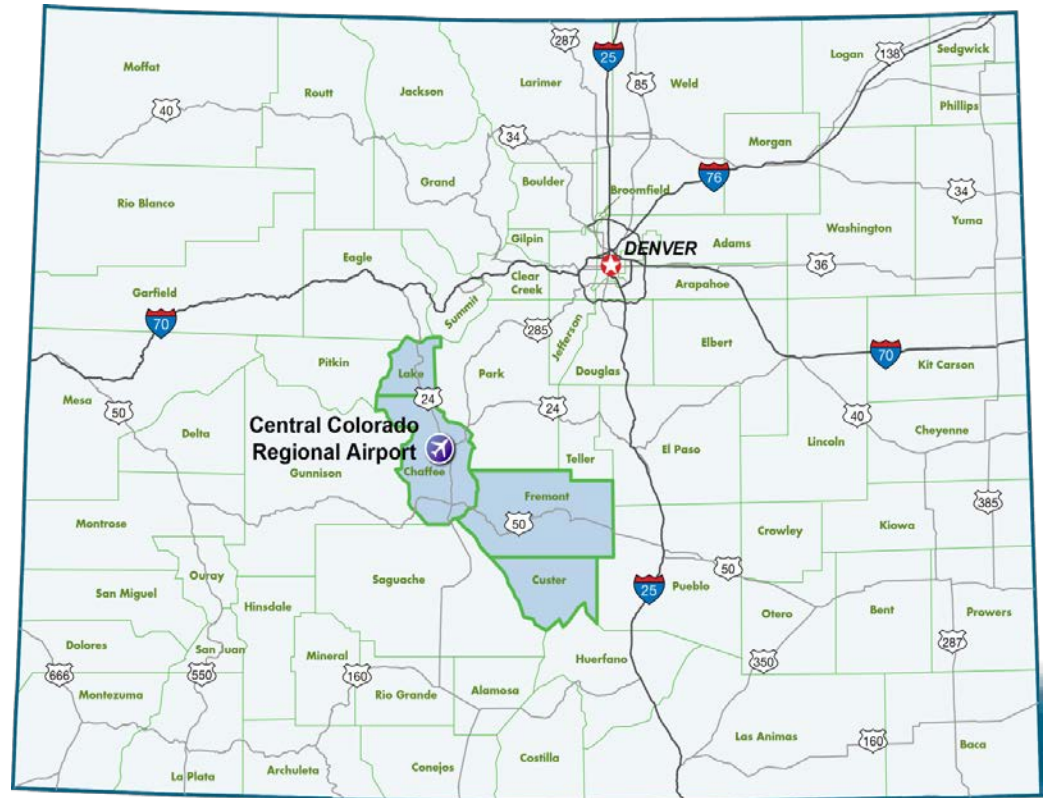 287
25
Logan
138
Sedgwick
Moffat
Routt
Jackson
Larimer
85
Weld
Phillips
40
34
Morgan
Grand
Boulder
76
Broomfield
34
Rio Blanco
Yuma
Washington
Gilpin
DENVER
Adams
36
Eagle
Clear
Creek
Arapahoe
Garfield
70
Summit
285
Jefferson
Elbert
70
Kit Carson
Pitkin
Lake
Park
Douglas
Mesa
50
24
24
40
Central Colorado
Regional Airport
Delta
Gunnison
Chaffee
Teller
El Paso
Lincoln
Cheyenne
Fremont
50
385
Montrose
Crowley
Kiowa
Ouray
Saguache
Custer
25
Pueblo
50
San Miguel
Hinsdale
Otero
Bent
Prowers
Dolores
San Juan
Mineral
Huerfano
287
666
550
160
350
Montezuma
Rio Grande
Alamosa
Las Animas
160
Baca
La Plata
Archuleta
Conejos
Costilla